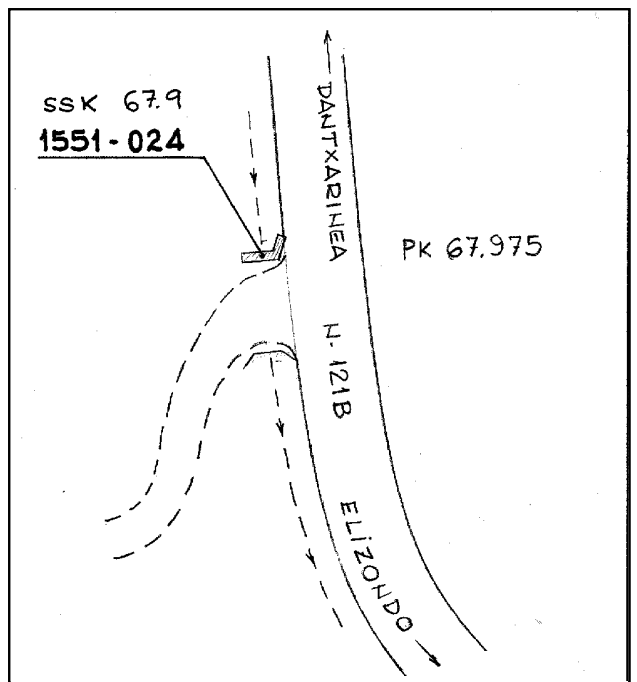 SSK 67.9
1551-024
DANTXARINEA
PK 67.975
N-121B
ELIZONDO